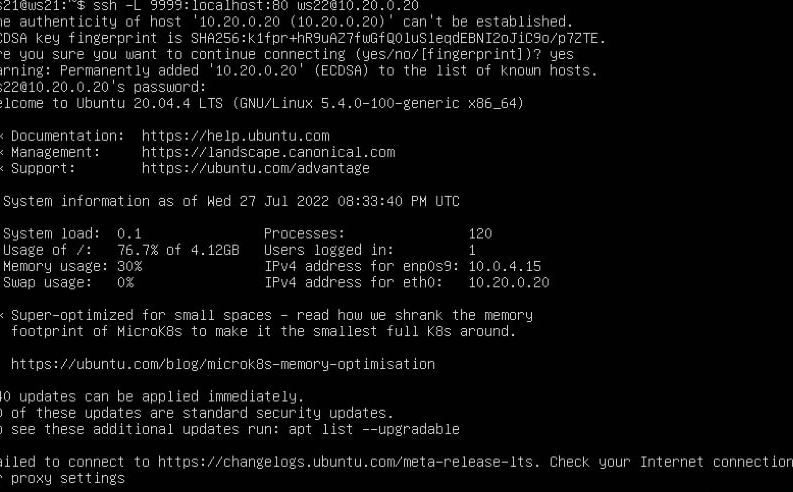 s21@ws21:~$ ssh -L 9999:localhost:80 ws22@10.20.0.20
he authenticity of host '10.20.0.20 (10.20.0.20)' can't be established.
CDSA key fingerprint is SHA256:k1fpr+hR9uAZ7fwGfQ0luSleqdEBNI2oJiC9o/p7ZTE.
re you sure you want to continue connecting (yes/no/[fingerprint])? yes
arning: Permanently added '10.20.0.20' (ECDSA) to the list of known hosts.
s22@10.20.0.20's password:
elcome to Ubuntu 20.04.4 LTS (GNU/Linux 5.4.0-100-generic x86_64)
* Documentation:  https://help.ubuntu.com
* Management:     https://landscape.canonical.com
* Support:        https://ubuntu.com/advantage
System information as of Wed 27 Jul 2022 08:33:40 PM UTC
System load:  0.1               Processes:               120
Usage of /:   76.7% of 4.12GB   Users logged in:         1
Memory usage: 30%               IPv4 address for enp0s9: 10.0.4.15
Swap usage:   0%                IPv4 address for eth0:   10.20.0.20
* Super-optimized for small spaces - read how we shrank the memory
footprint of MicroK8s to make it the smallest full K8s around.
https://ubuntu.com/blog/microk8s-memory-optimisation
40 updates can be applied immediately.
0 of these updates are standard security updates.
o see these additional updates run: apt list --upgradable
ailed to connect to https://changelogs.ubuntu.com/meta-release-lts. Check your Internet connection
r proxy settings